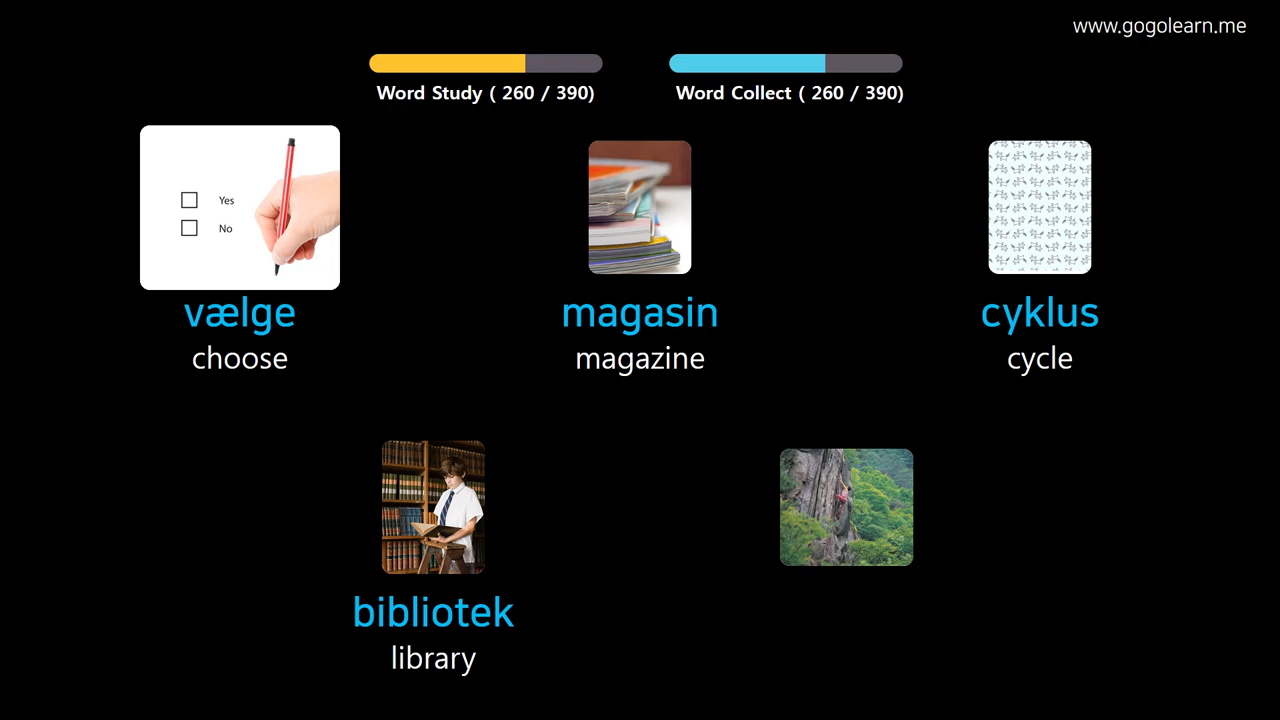 www.gogolearn.me
Word Study ( 260 / 390)
Word Collect ( 260 / 390)
Yes
No
vælge
choose
magasin
magazine
cyklus
cycle
bibliotek
library